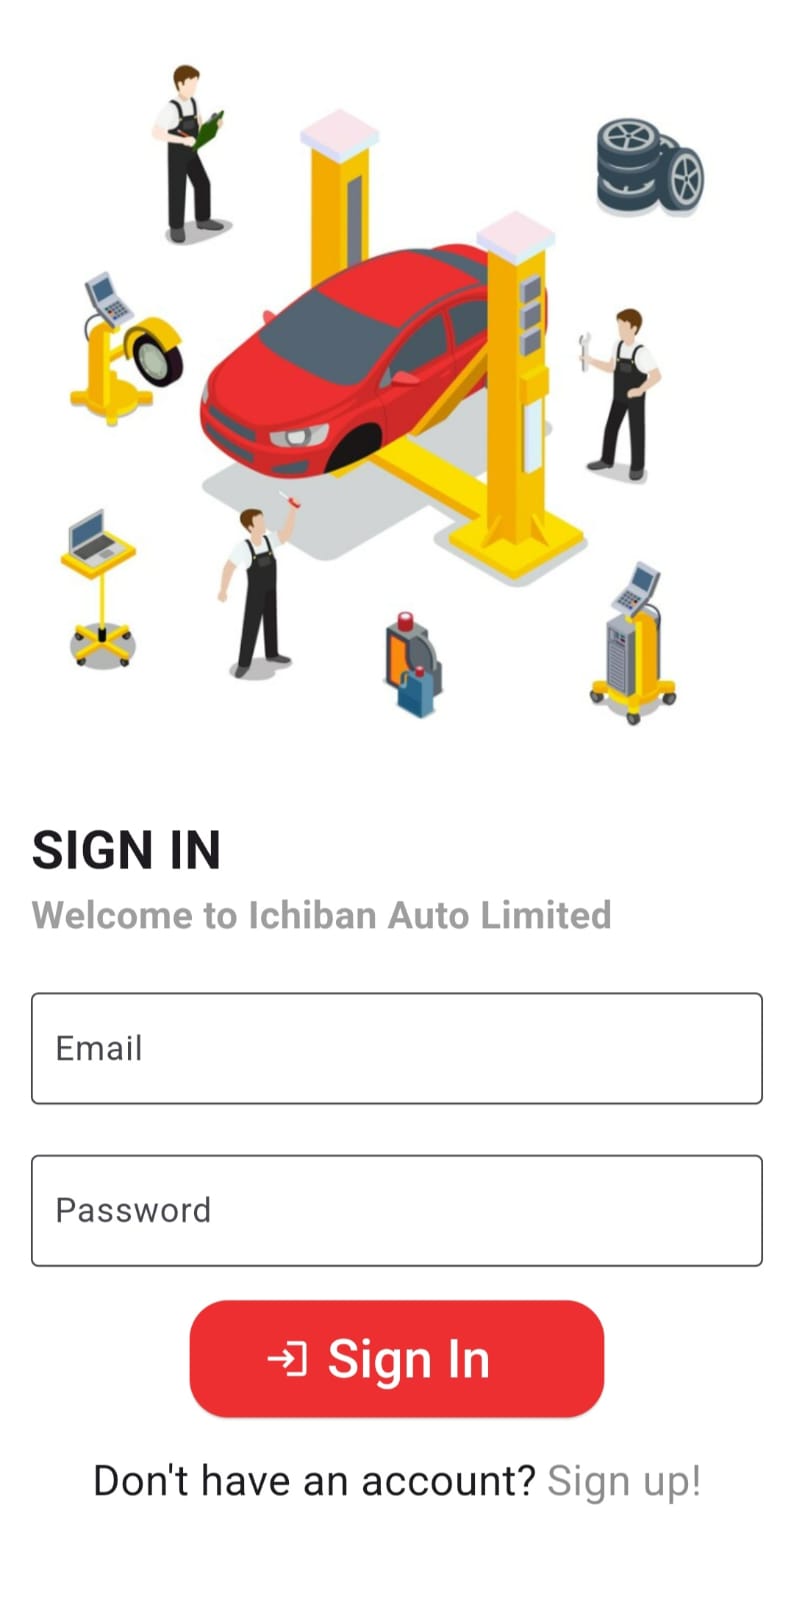 SIGN IN
Welcome to Ichiban Auto Limited
Email
Password
Sign In
Don't have an account? Sign up!